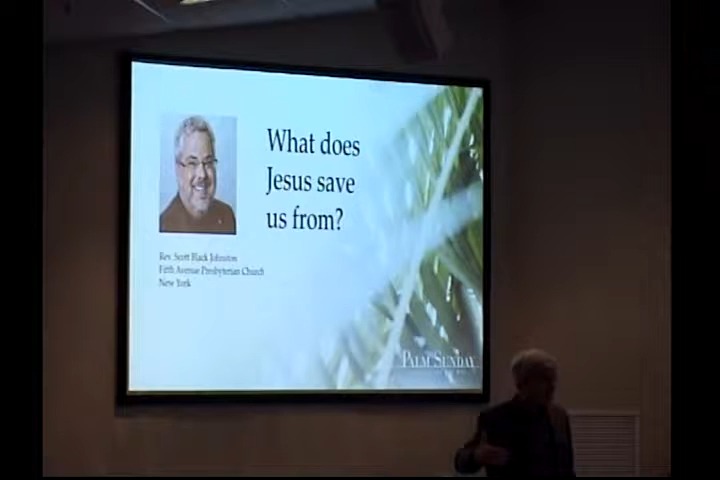 What does
Jesus save
us from?
Rev. Scott Black Johnston
Fifth Avenue Presbyterian Church
New York
PALM SUNDAY